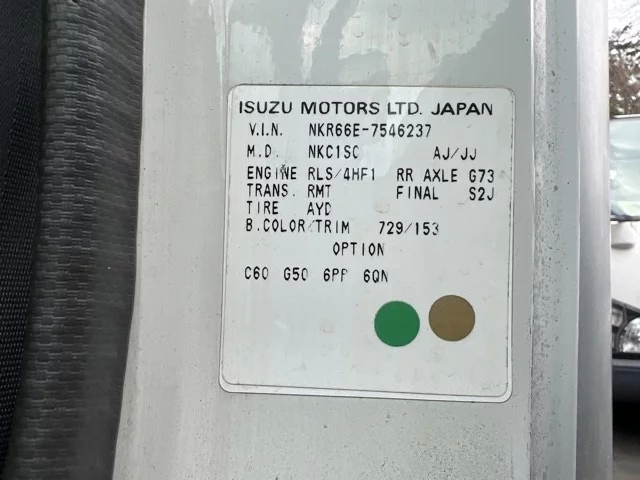 ISUZU MOTORS LTD. JAPAN
V.I.N. NKR66E-7546237
M.D. NKC1SC AJ/JJ
ENGINE RLS/4HF1 RR AXLE G73
TRANS. RMT FINAL S2J
TIRE AYD
B.COLOR/TRIM 729/153
OPTION
C60 G50 6PP 6QN